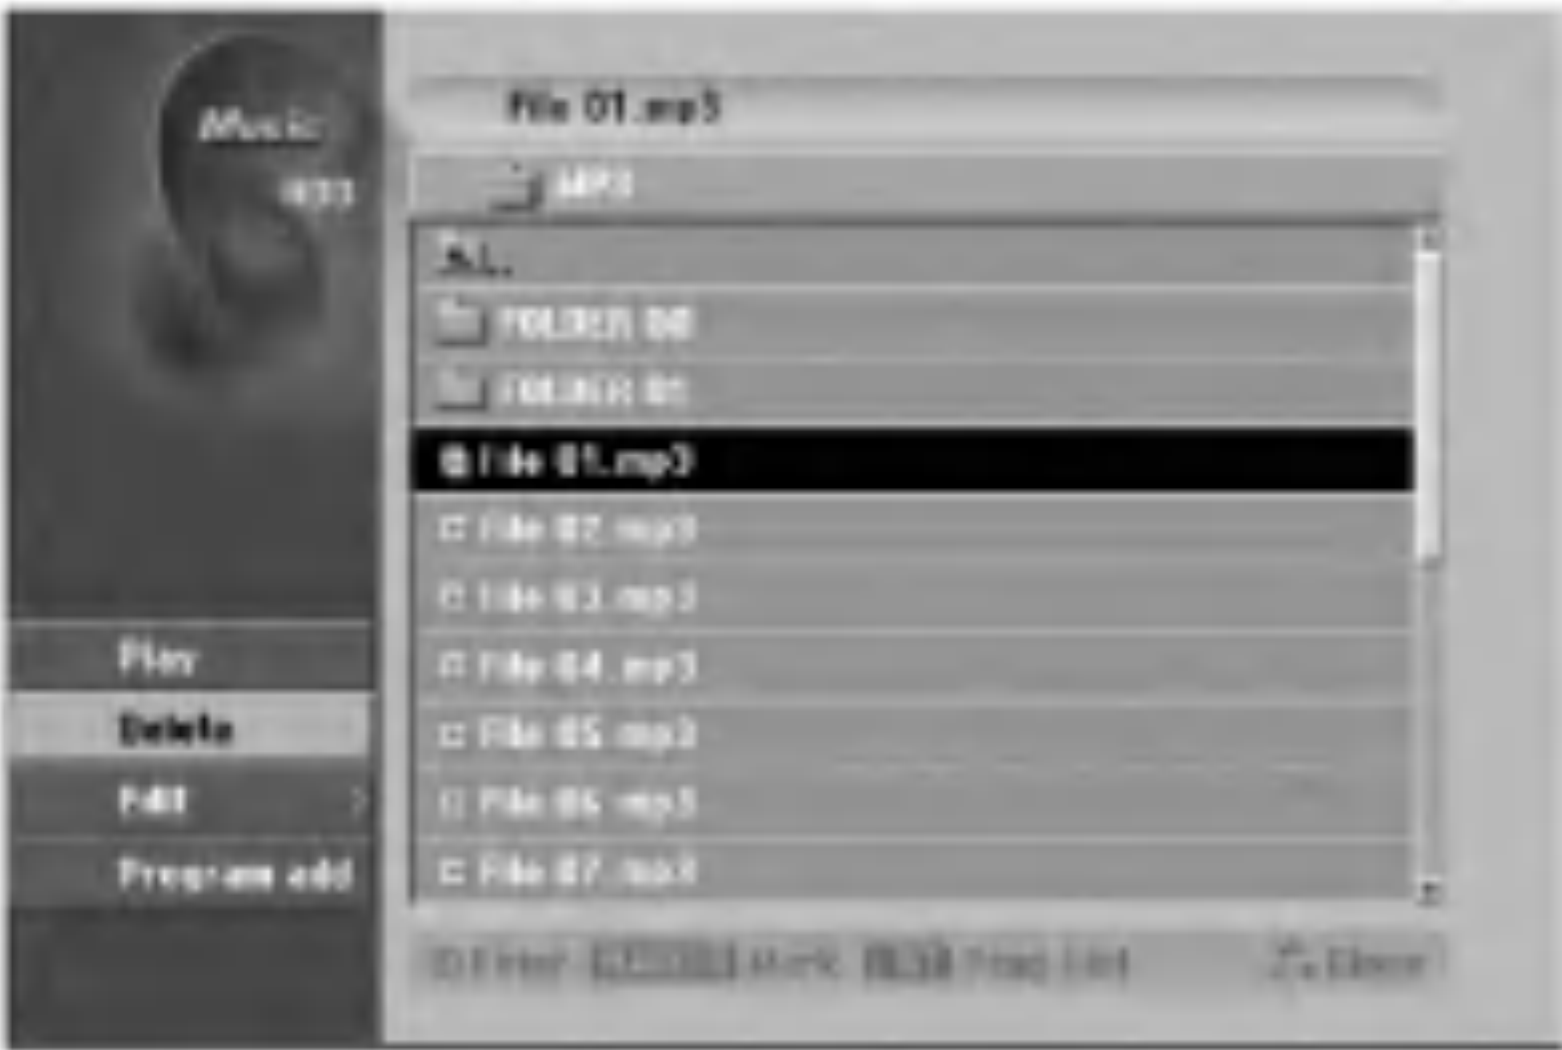 Music
HDD
Play
Delete
Edit
Program add
File 01.mp3
MP3
..
FOLDER 00
FOLDER 01
File 01.mp3
File 02.mp3
File 03.mp3
File 04.mp3
File 05.mp3
File 06.mp3
File 07.mp3
Mark
Close